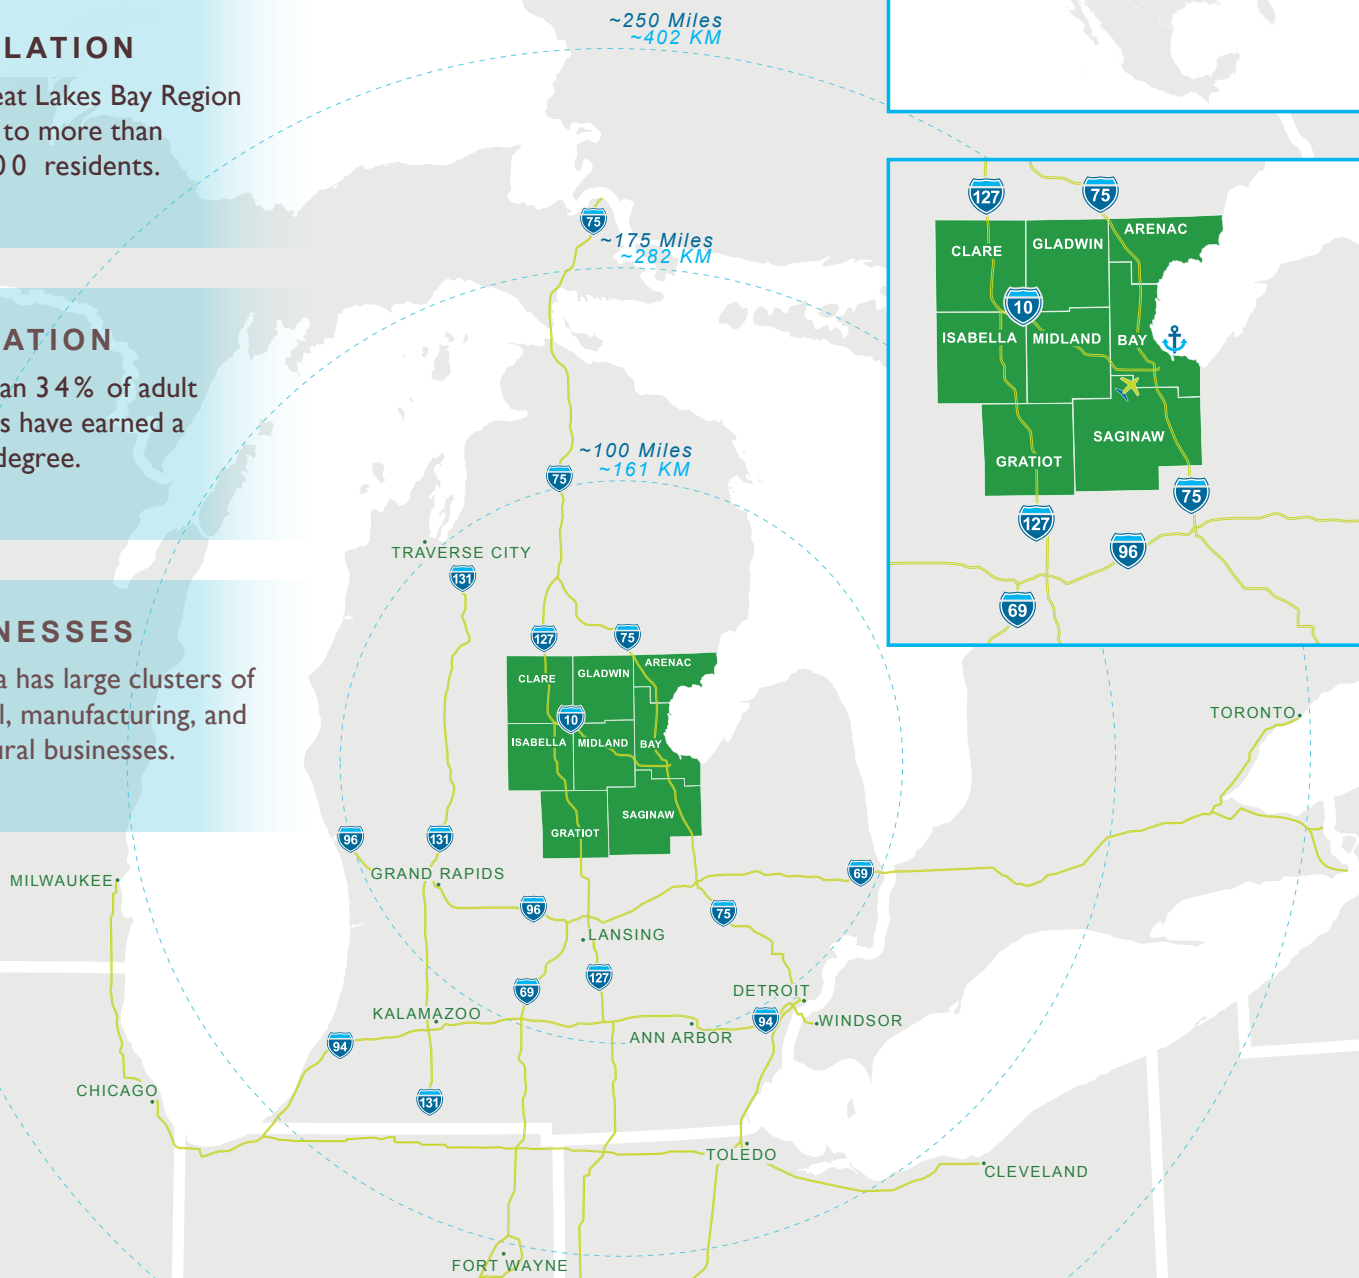 LATION
eat Lakes Bay Region
to more than
00 residents.
ATION
an 34% of adult
s have earned a
degree.
NESSES
a has large clusters of
l, manufacturing, and
ural businesses.
~250 Miles
~402 KM
75
~175 Miles
~282 KM
75
~100 Miles
~161 KM
TRAVERSE CITY
131
127
75
CLARE
GLADWIN
ARENAC
10
ISABELLA
MIDLAND
BAY
GRATIOT
SAGINAW
96
131
GRAND RAPIDS
69
96
75
LANSING
127
69
DETROIT
KALAMAZOO
94
WINDSOR
ANN ARBOR
94
131
MILWAUKEE
CHICAGO
TORONTO
TOLEDO
CLEVELAND
FORT WAYNE
127
75
ARENAC
GLADWIN
CLARE
10
ISABELLA
MIDLAND
BAY
SAGINAW
GRATIOT
75
127
96
69